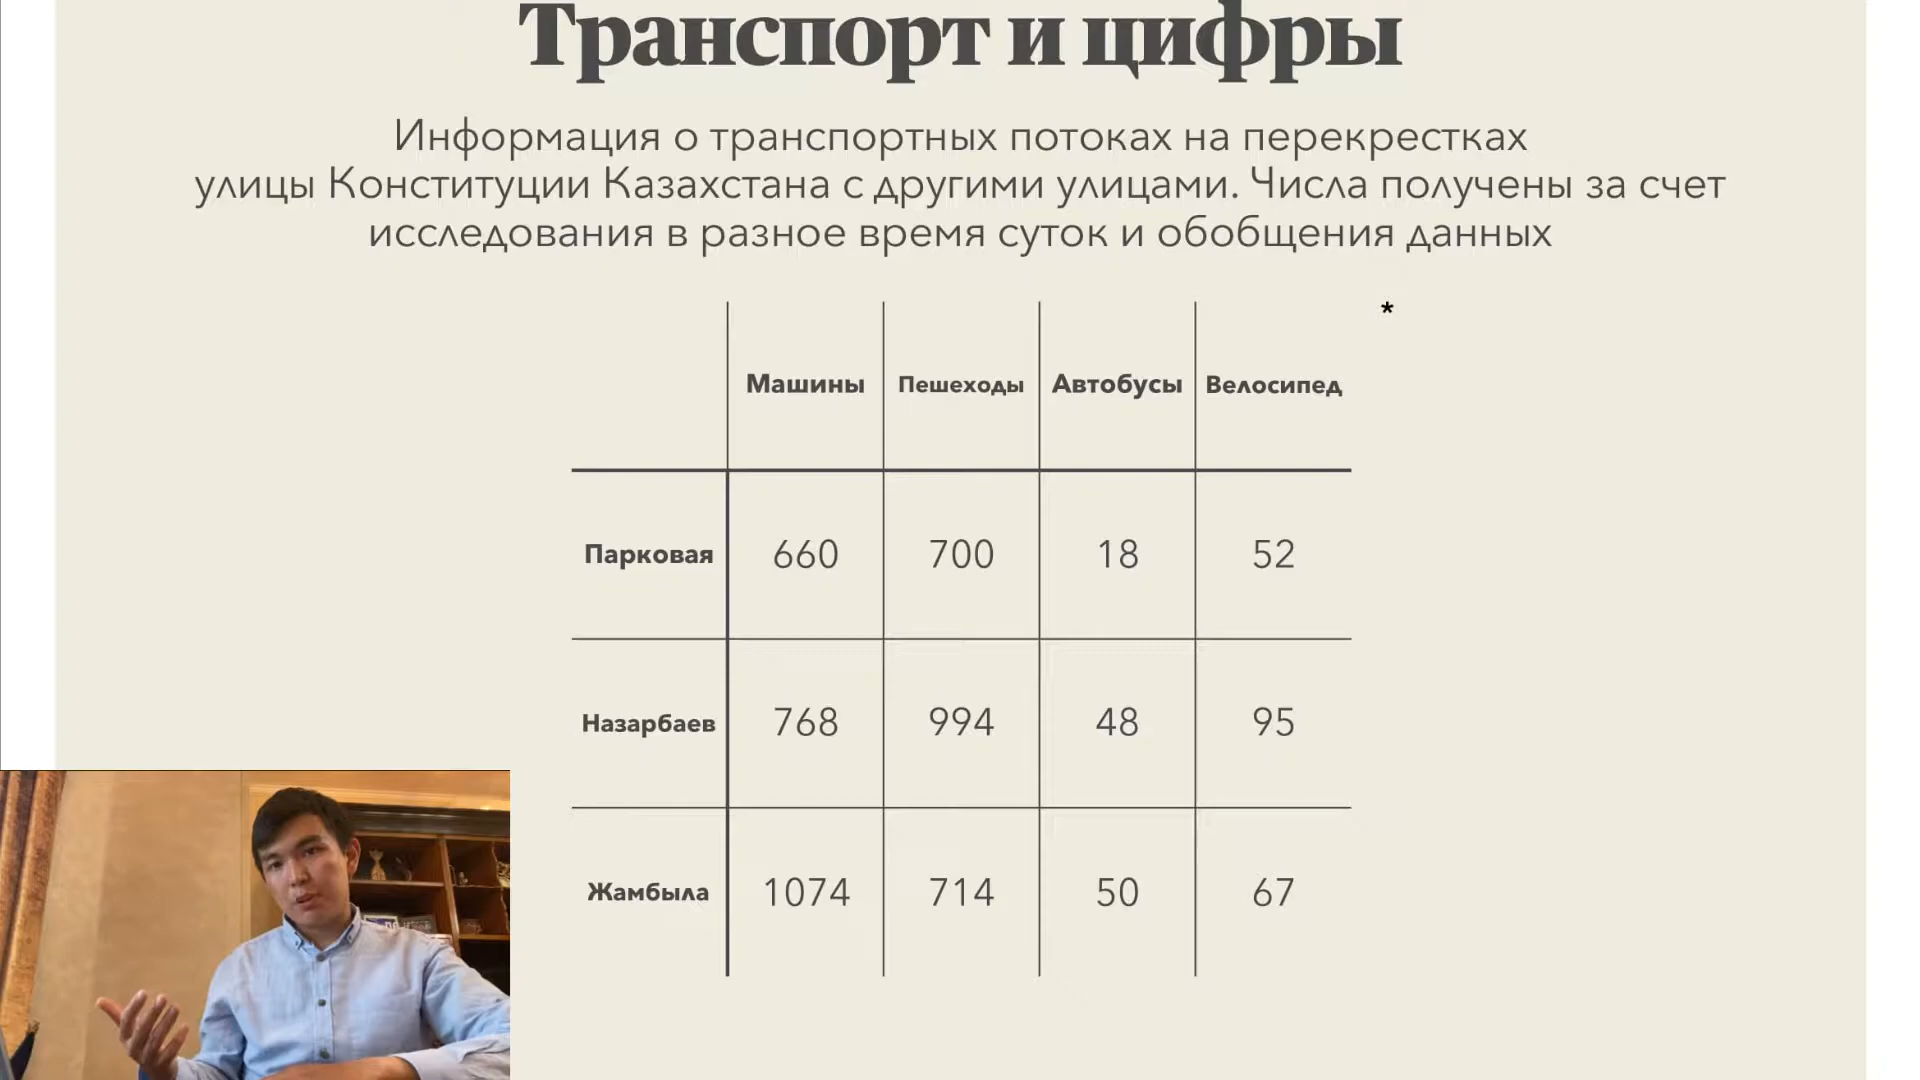 Транспорт и цифры
Информация о транспортных потоках на перекрестках
улицы Конституции Казахстана с другими улицами. Числа получены за счет
исследования в разное время суток и обобщения данных
*
Машины Пешеходы Автобусы Велосипед
Парковая 660 700 18 52
Назарбаев 768 994 48 95
Жамбыла 1074 714 50 67